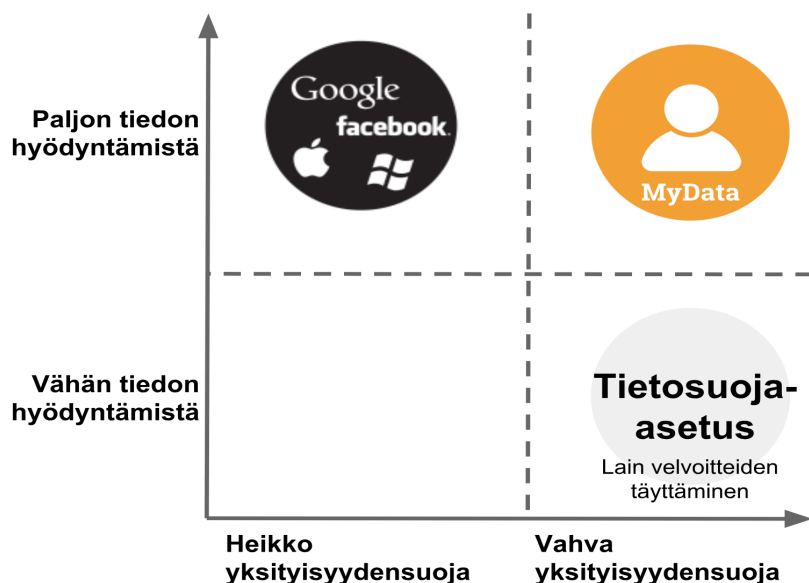 Paljon tiedon
hyödyntämistä
Google
facebook
MyData
Vähän tiedon
hyödyntämistä
Tietosuoja-
asetus
Lain velvoitteiden
täyttäminen
Heikko
yksityisyydensuoja
Vahva
yksityisyydensuoja